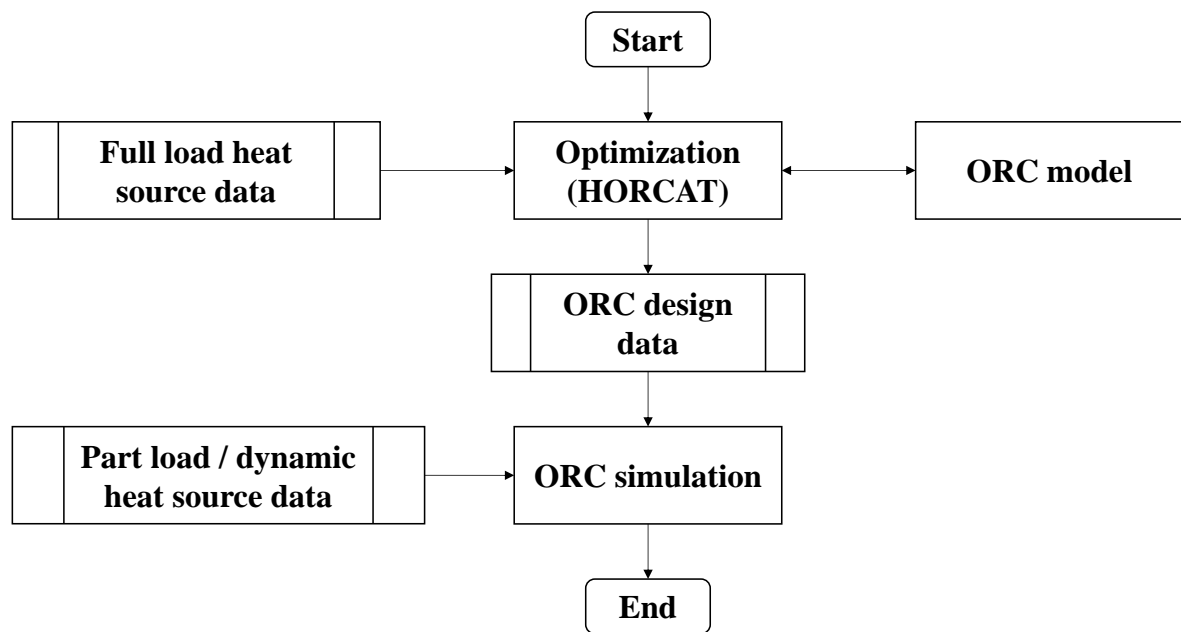 Start
Full load heat
source data
Optimization
(HORCAT)
ORC model
ORC design
data
Part load / dynamic
heat source data
ORC simulation
End